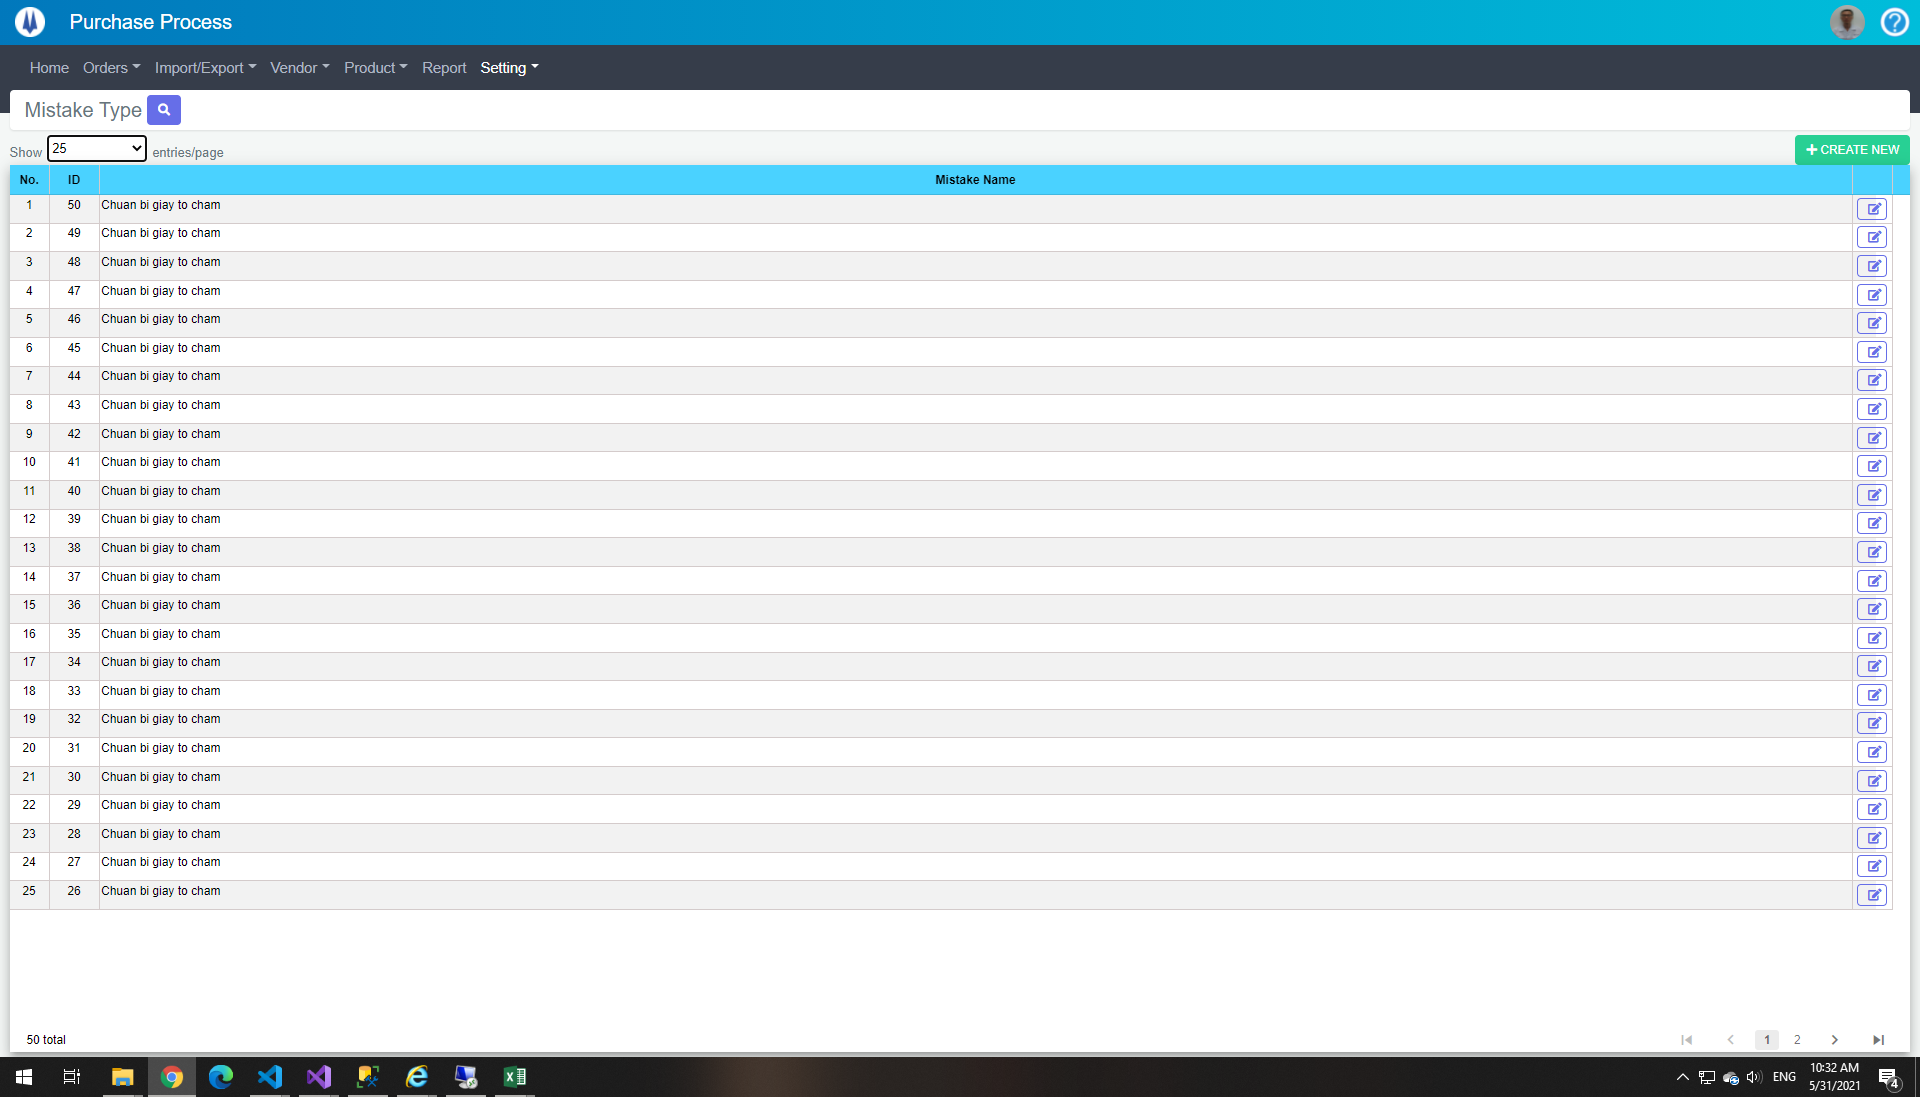 Purchase Process
Home Orders Import/Export Vendor Product Report Setting
Mistake Type
Show 25 entries/page
CREATE NEW
No. ID Mistake Name
1 50 Chuan bi giay to cham
2 49 Chuan bi giay to cham
3 48 Chuan bi giay to cham
4 47 Chuan bi giay to cham
5 46 Chuan bi giay to cham
6 45 Chuan bi giay to cham
7 44 Chuan bi giay to cham
8 43 Chuan bi giay to cham
9 42 Chuan bi giay to cham
10 41 Chuan bi giay to cham
11 40 Chuan bi giay to cham
12 39 Chuan bi giay to cham
13 38 Chuan bi giay to cham
14 37 Chuan bi giay to cham
15 36 Chuan bi giay to cham
16 35 Chuan bi giay to cham
17 34 Chuan bi giay to cham
18 33 Chuan bi giay to cham
19 32 Chuan bi giay to cham
20 31 Chuan bi giay to cham
21 30 Chuan bi giay to cham
22 29 Chuan bi giay to cham
23 28 Chuan bi giay to cham
24 27 Chuan bi giay to cham
25 26 Chuan bi giay to cham
50 total
1 2
ENG
10:32 AM
5/31/2021
4